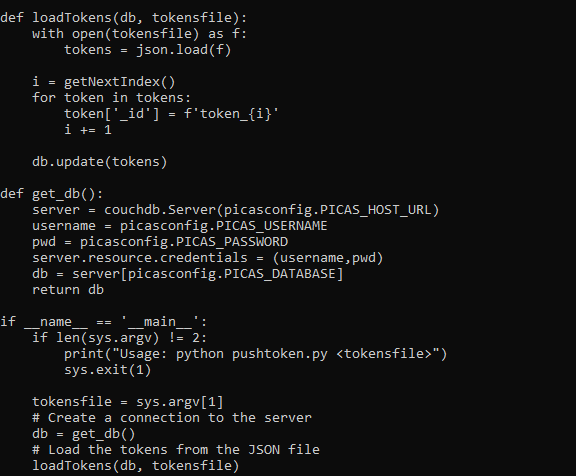 def loadTokens(db, tokensfile):
    with open(tokensfile) as f:
        tokens = json.load(f)

    i = getNextIndex()
    for token in tokens:
        token['_id'] = f'token_{i}'
        i += 1

    db.update(tokens)

def get_db():
    server = couchdb.Server(picasconfig.PICAS_HOST_URL)
    username = picasconfig.PICAS_USERNAME
    pwd = picasconfig.PICAS_PASSWORD
    server.resource.credentials = (username,pwd)
    db = server[picasconfig.PICAS_DATABASE]
    return db

if __name__ == '__main__':
    if len(sys.argv) != 2:
        print("Usage: python pushtoken.py <tokensfile>")
        sys.exit(1)

    tokensfile = sys.argv[1]
    # Create a connection to the server
    db = get_db()
    # Load the tokens from the JSON file
    loadTokens(db, tokensfile)